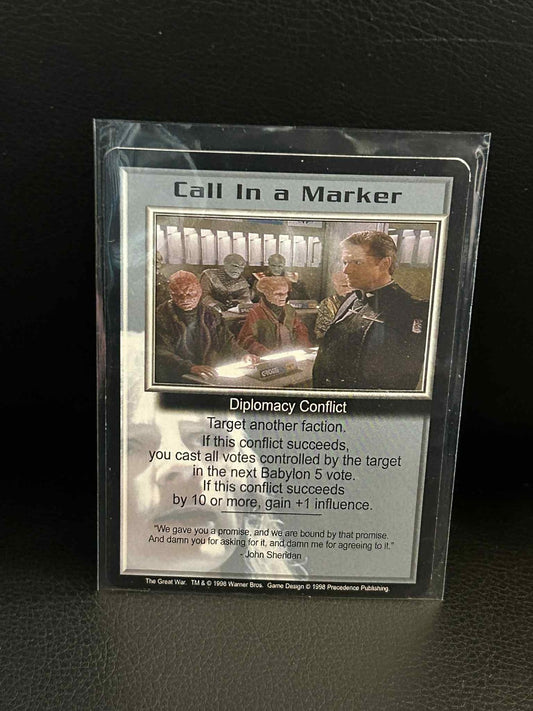 Call In a Marker
GROOS
Diplomacy Conflict
Target another faction.
If this conflict succeeds,
you cast all votes controlled by the target
in the next Babylon 5 vote.
If this conflict succeeds
by 10 or more, gain +1 influence.
"We gave you a promise, and we are bound by that promise.
And damn you for asking for it, and damn me for agreeing to it."
- John Sheridan
The Great War. TM & © 1998 Warner Bros. Game Design © 1998 Precedence Publishing.